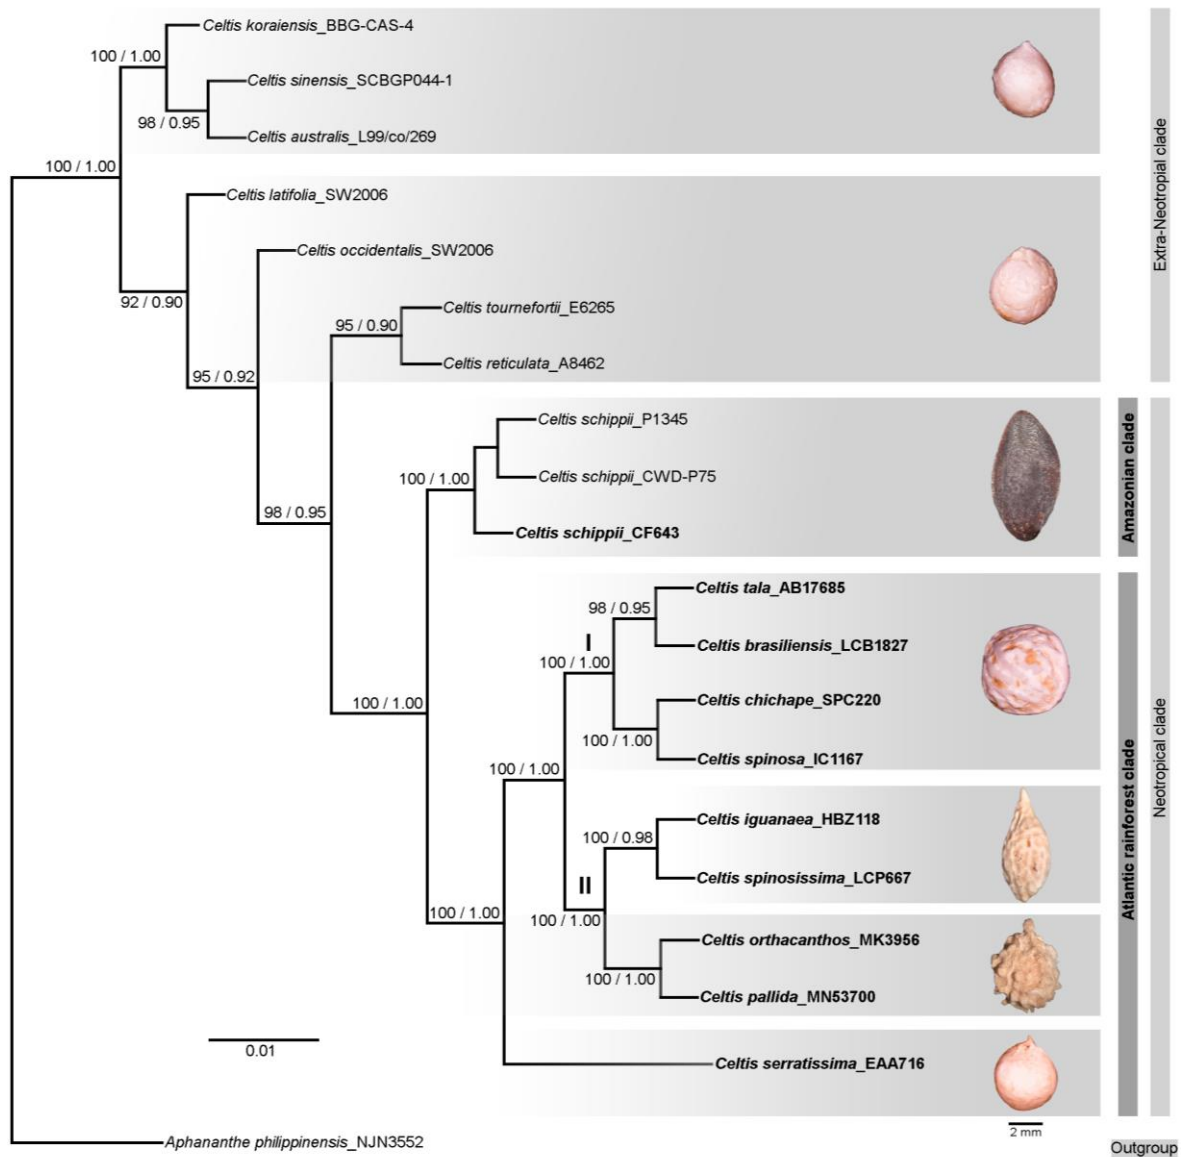 Celtis koraiensis_BBG-CAS-4
100 / 1.00
Celtis sinensis_SCBGP044-1
98 / 0.95
Celtis australis_L99/co/269
100 / 1.00
Celtis latifolia_SW2006
Celtis occidentalis_SW2006
92 / 0.90
Celtis tournefortii_E6265
95 / 0.90
Celtis reticulata_A8462
95 / 0.92
Extra-Neotropial clade
Celtis schippii_P1345
Celtis schippii_CWD-P75
100 / 1.00
98 / 0.95
Celtis schippii_CF643
Amazonian clade
Celtis tala_AB17685
98 / 0.95
I
Celtis brasiliensis_LCB1827
100 / 1.00
Celtis chichape_SPC220
100 / 1.00
100 / 1.00
Celtis spinosa_IC1167
100 / 1.00
Celtis iguanaea_HBZ118
100 / 0.98
II
Celtis spinosissima_LCP667
100 / 1.00
100 / 1.00
Celtis orthacanthos_MK3956
100 / 1.00
Celtis pallida_MN53700
Celtis serratissima_EAA716
Atlantic rainforest clade
Neotropical clade
0.01
2 mm
Aphananthe philippinensis_NJN3552
Outgroup